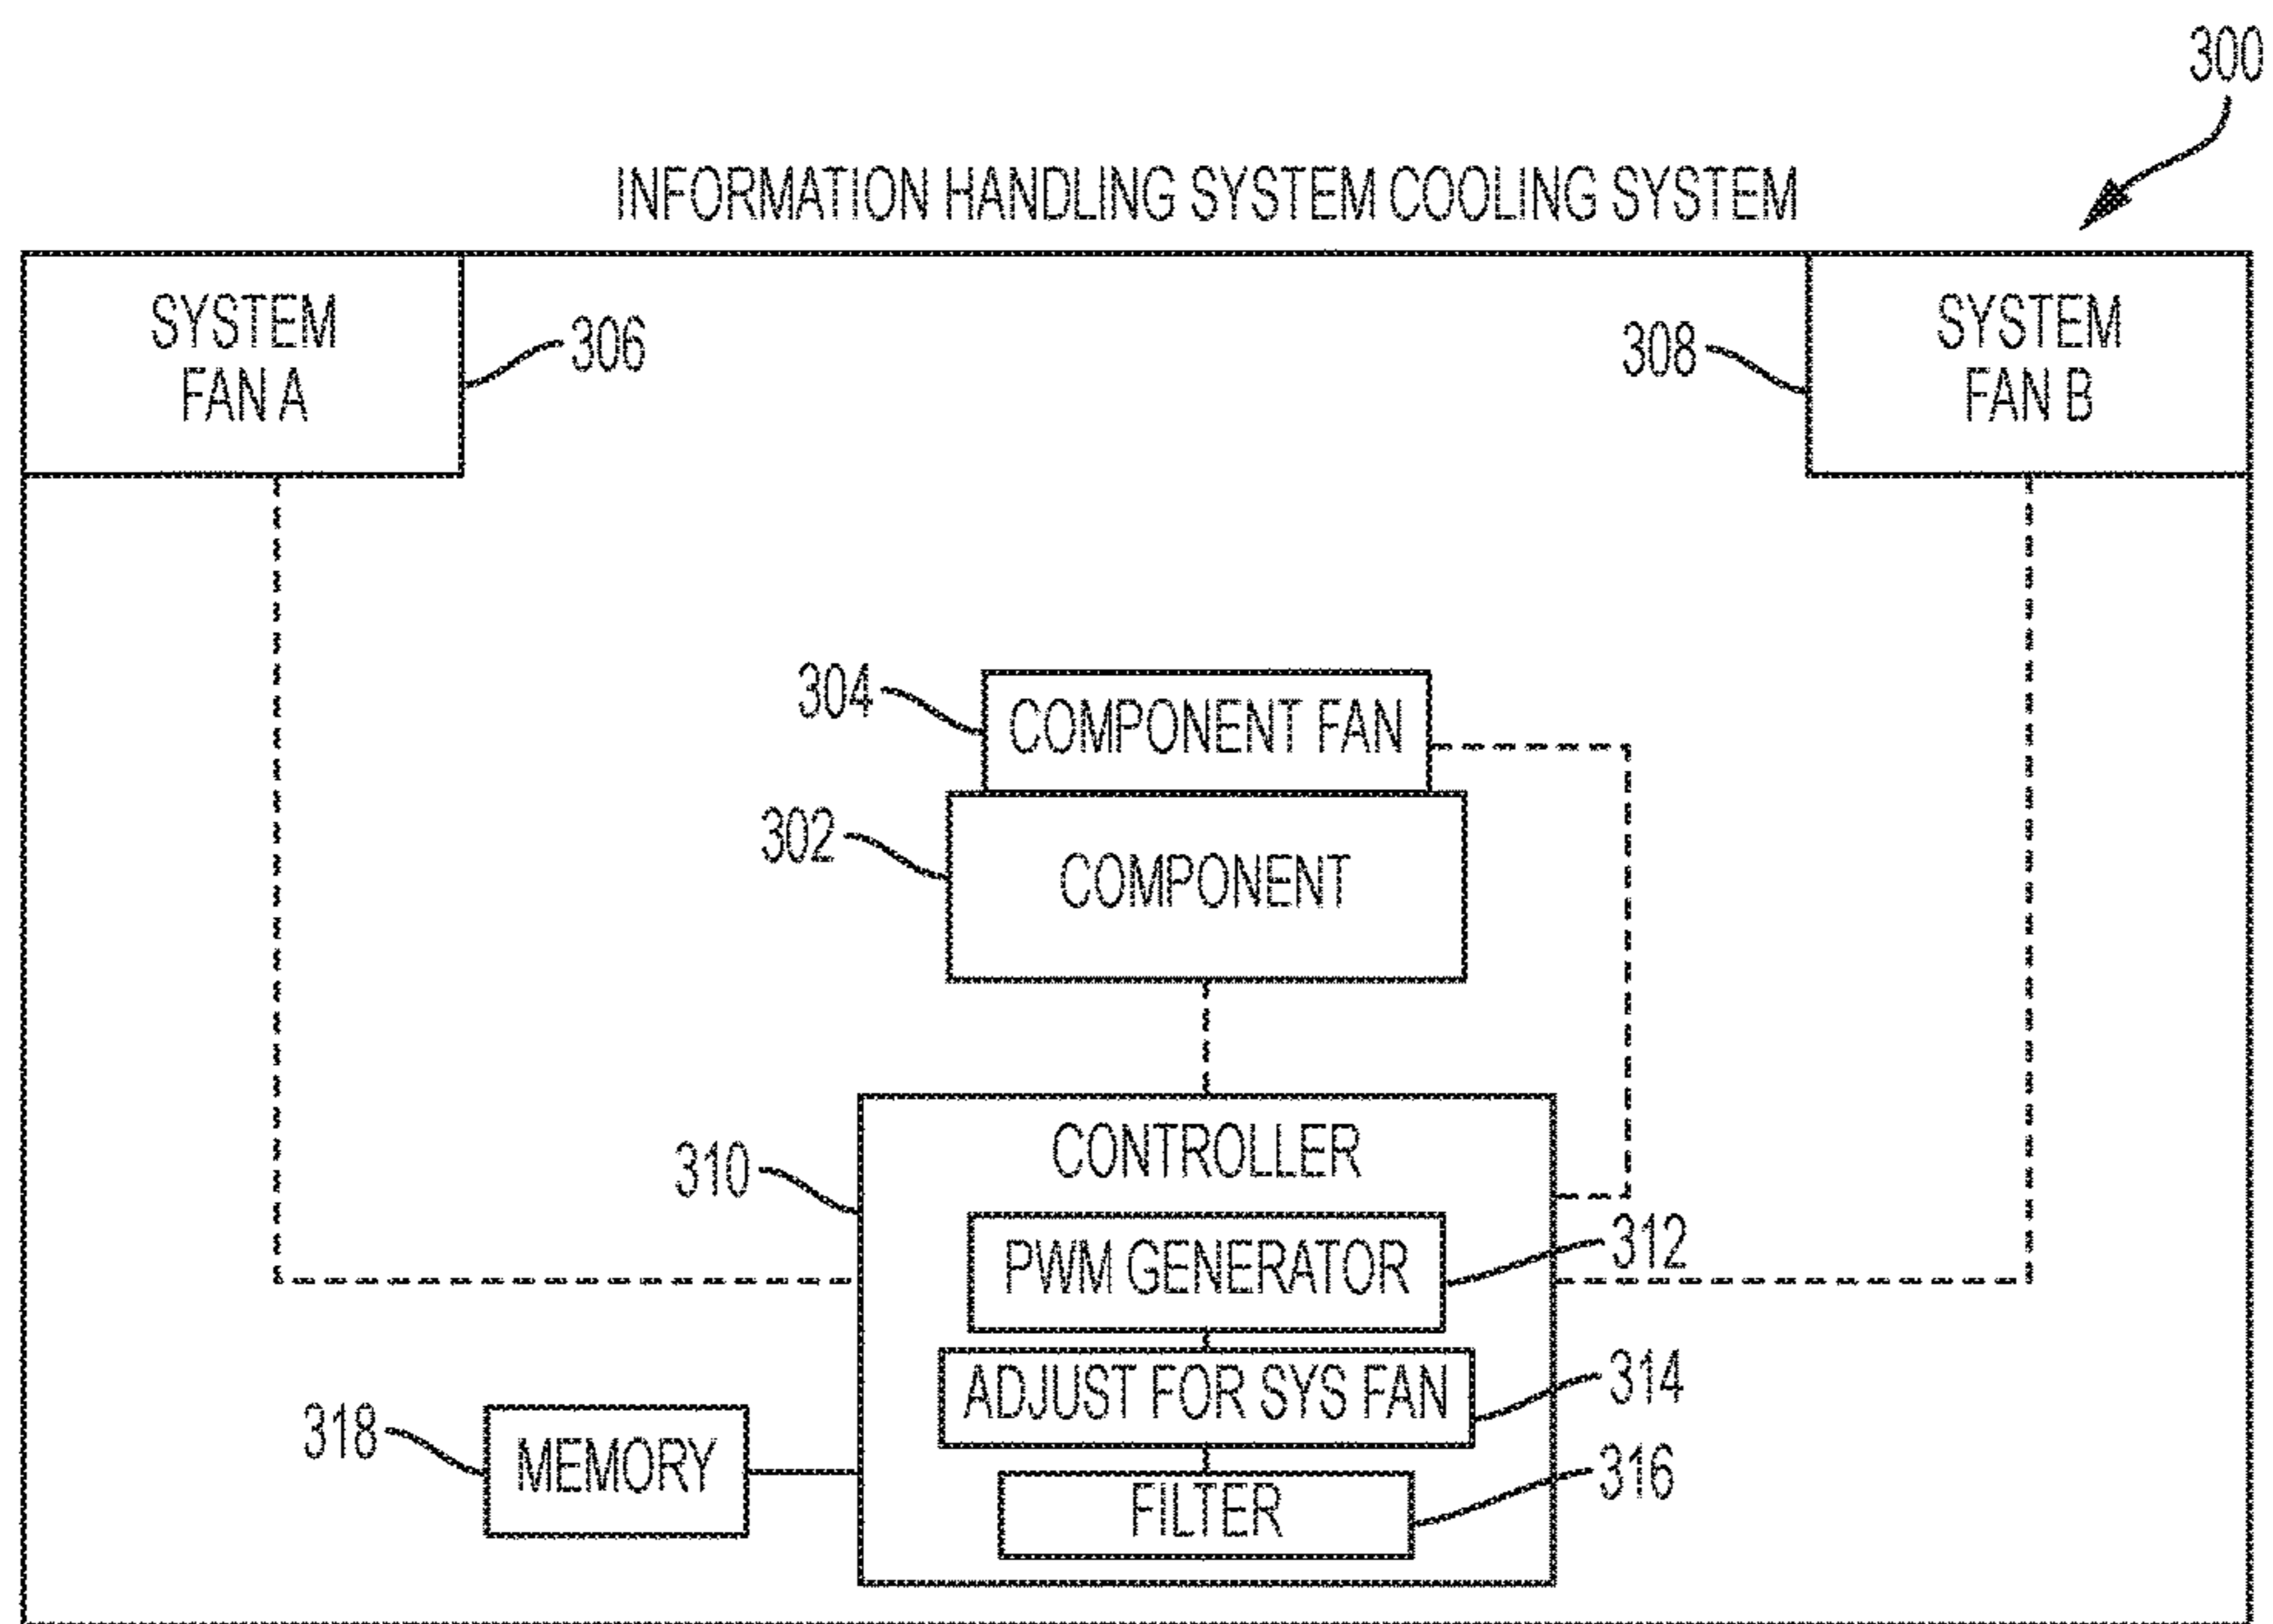 300
INFORMATION HANDLING SYSTEM COOLING SYSTEM
SYSTEM
FAN A
306
308
SYSTEM
FAN B
304
COMPONENT FAN
302
COMPONENT
310
CONTROLLER
PWM GENERATOR
312
ADJUST FOR SYS FAN
314
318
MEMORY
FILTER
316